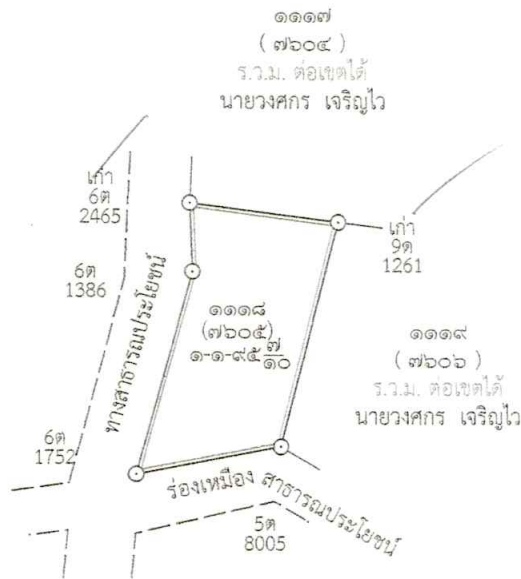 ๑๑๑๗
( ๗๖๐๔ )
ร.ว.ม. ต่อเขตได้
นายวงศกร เจริญไว
เก่า
6ต
2465
เก่า
9ด
1261
6ต
1386
๑๑๑๘
(๗๖๐๕)
๑-๑-๙๕ ๗/๑๐
ทางสาธารณประโยชน์
๑๑๑๙
( ๗๖๐๖ )
ร.ว.ม. ต่อเขตได้
นายวงศกร เจริญไว
6ต
1752
ร่องเหมือง สาธารณประโยชน์
5ต
8005